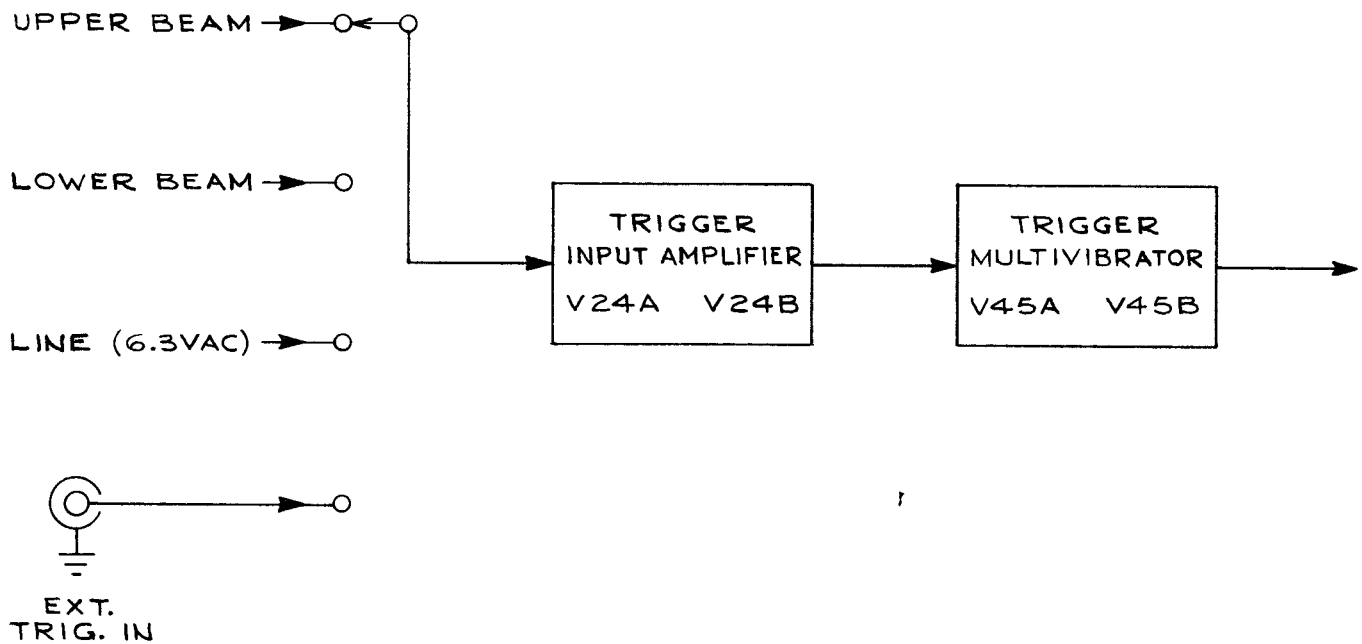 UPPER BEAM
LOWER BEAM
LINE (6.3VAC)
EXT.
TRIG. IN
TRIGGER
INPUT AMPLIFIER
V24A V24B
TRIGGER
MULTIVIBRATOR
V45A V45B